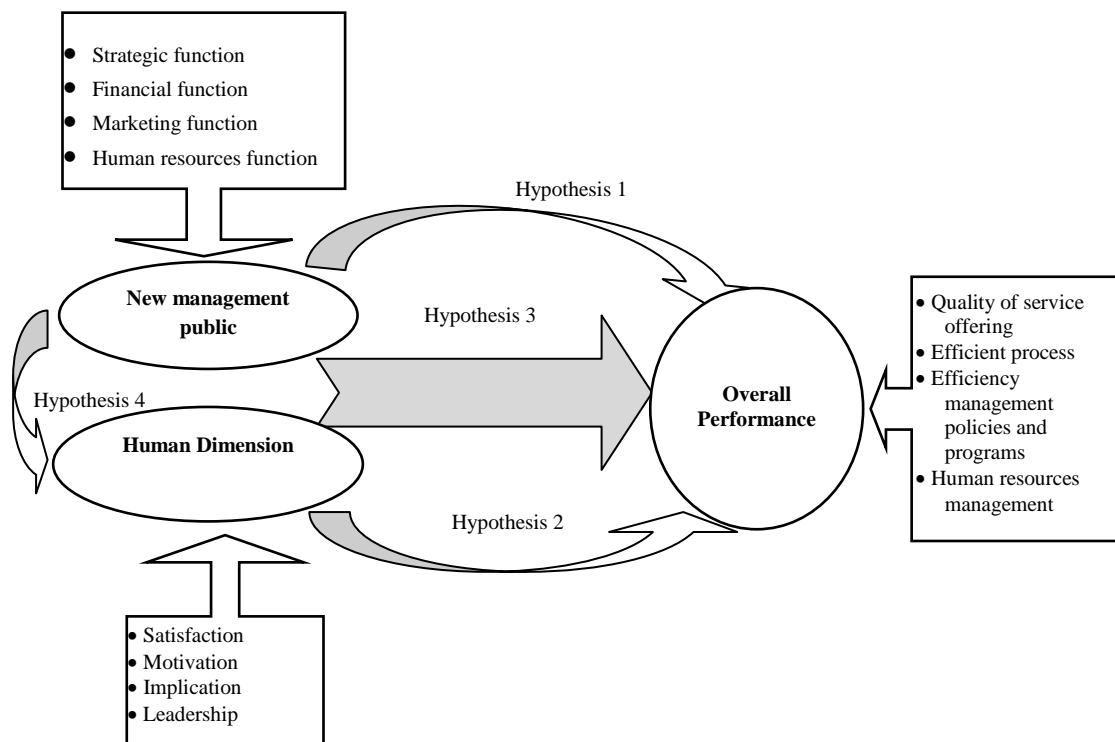 ● Strategic function
● Financial function
● Marketing function
● Human resources function
Hypothesis 1
New management
public
Hypothesis 3
Hypothesis 4
Human Dimension
Overall
Performance
● Quality of service
offering
● Efficient process
● Efficiency
management
policies and
programs
● Human resources
management
Hypothesis 2
● Satisfaction
● Motivation
● Implication
● Leadership